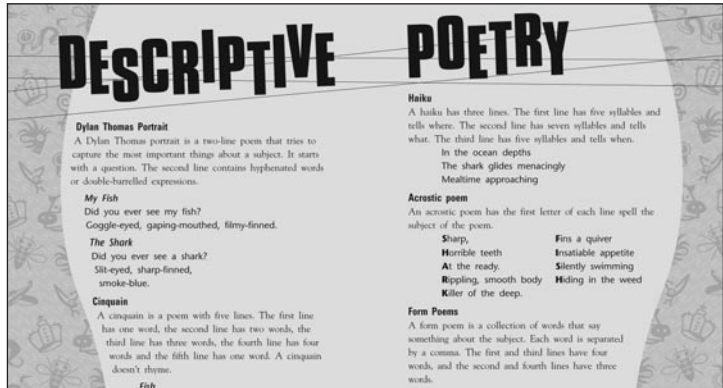 DESCRIPTIVE POETRY
Dylan Thomas Portrait
A Dylan Thomas portrait is a two-line poem that tries to
capture the most important things about a subject. It starts
with a question. The second line contains hyphenated words
or double-barrelled expressions.
My Fish
Did you ever see my fish?
Goggle-eyed, gaping-mouthed, filmy-finned.
The Shark
Did you ever see a shark?
Slit-eyed, sharp-finned,
smoke-blue.
Cinquain
A cinquain is a poem with five lines. The first line
has one word, the second line has two words, the
third line has three words, the fourth line has four
words and the fifth line has one word. A cinquain
doesn't rhyme.
Fish
Haiku
A haiku has three lines. The first line has five syllables and
tells where. The second line has seven syllables and tells
what. The third line has five syllables and tells when.
In the ocean depths
The shark glides menacingly
Mealtime approaching
Acrostic poem
An acrostic poem has the first letter of each line spell the
subject of the poem.
Sharp,
Horrible teeth
At the ready.
Rippling, smooth body
Killer of the deep.
Fins a quiver
Insatiable appetite
Silently swimming
Hiding in the weed
Form Poems
A form poem is a collection of words that say
something about the subject. Each word is separated
by a comma. The first and third lines have four
words, and the second and fourth lines have three
words.